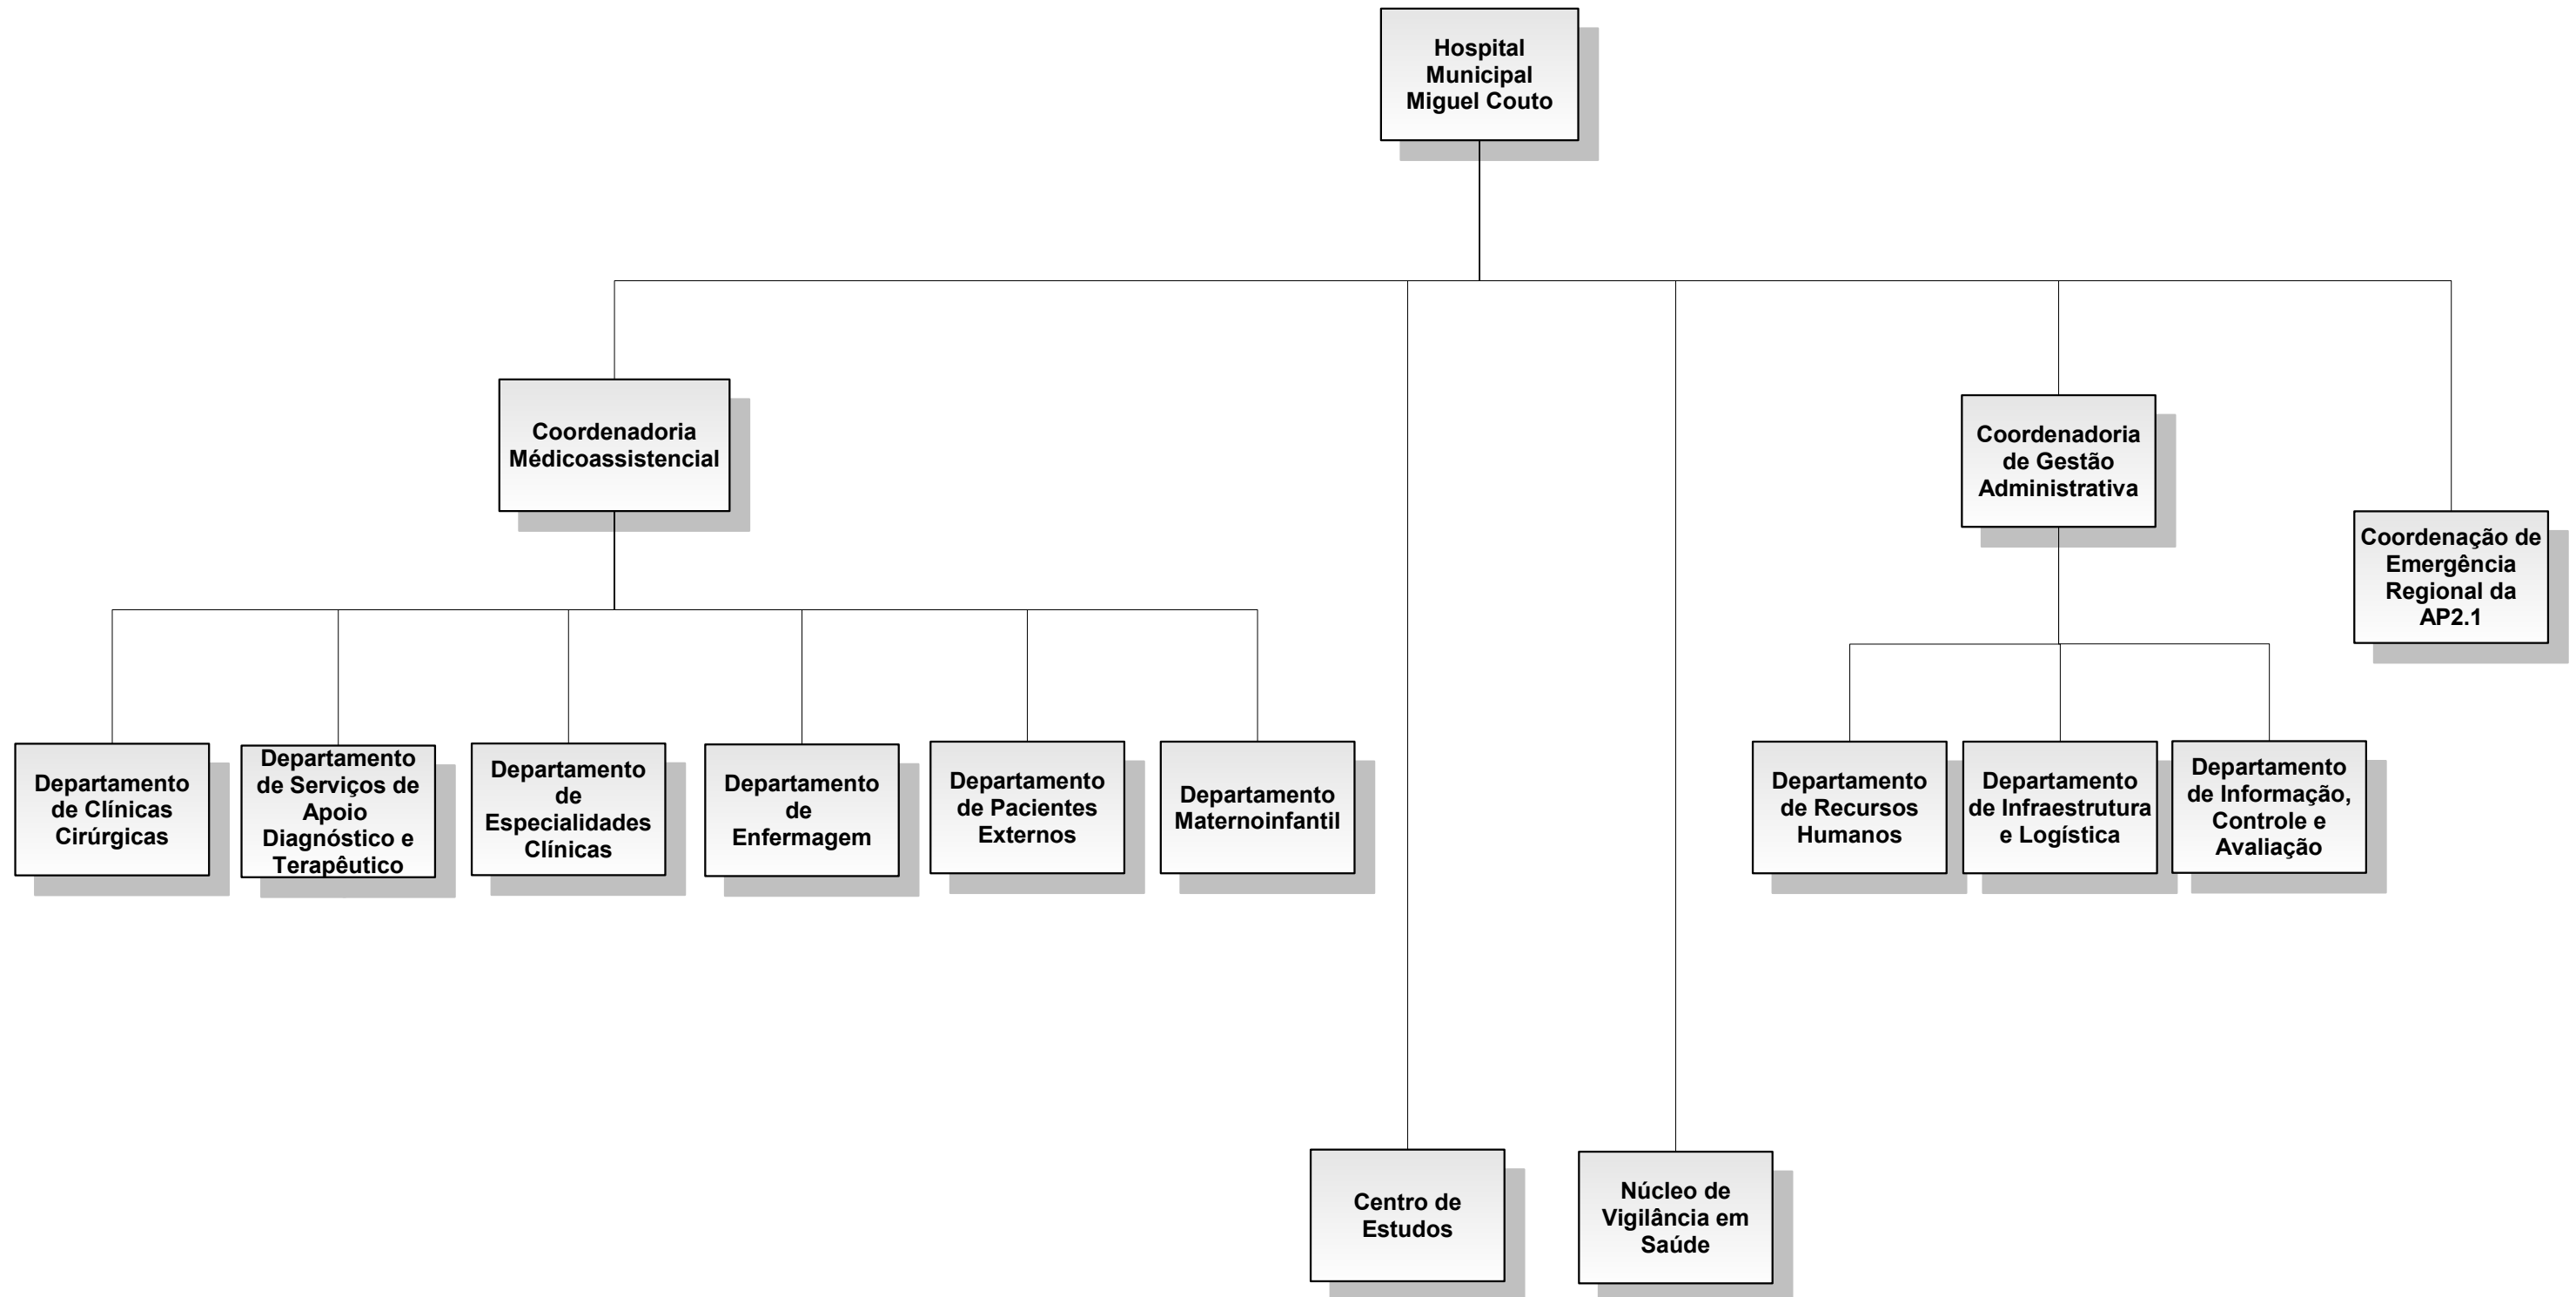 Hospital
Municipal
Miguel Couto
Coordenadoria
Médicoassistencial
Coordenadoria
de Gestão
Administrativa
Coordenação de
Emergência
Regional da
AP2.1
Departamento
de Clínicas
Cirúrgicas
Departamento
de Serviços de
Apoio
Diagnóstico e
Terapêutico
Departamento
de
Especialidades
Clínicas
Departamento
de
Enfermagem
Departamento
de Pacientes
Externos
Departamento
Maternoinfantil
Departamento
de Recursos
Humanos
Departamento
de Infraestrutura
e Logística
Departamento
de Informação,
Controle e
Avaliação
Centro de
Estudos
Núcleo de
Vigilância em
Saúde